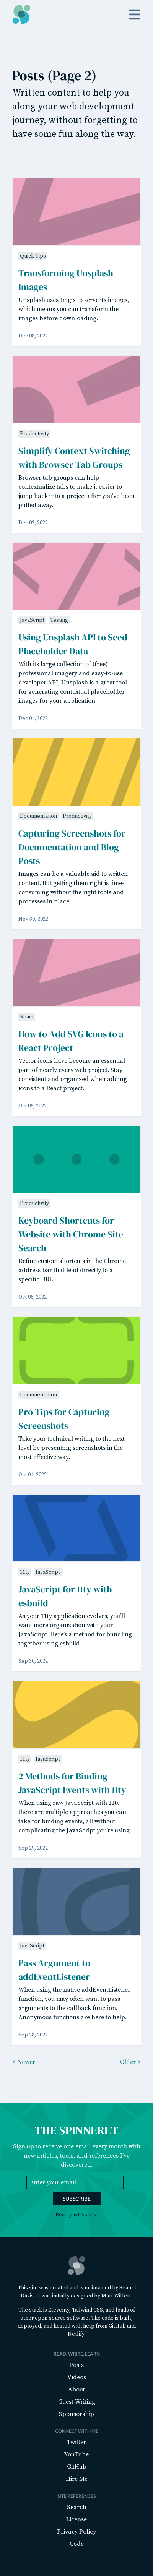 Posts (Page 2)
Written content to help you
along your web development
journey, without forgetting to
have some fun along the way.
Quick Tips
Transforming Unsplash
Images
Unsplash uses Imgix to serve its images,
which means you can transform the
images before downloading.
Dec 08, 2022
Productivity
Simplify Context Switching
with Browser Tab Groups
Browser tab groups can help
contextualize tabs to make it easier to
jump back into a project after you've been
pulled away.
Dec 02, 2022
JavaScript Testing
Using Unsplash API to Seed
Placeholder Data
With its large selection of (free)
professional imagery and easy-to-use
developer API, Unsplash is a great tool
for generating contextual placeholder
images for your application.
Dec 01, 2022
Documentation Productivity
Capturing Screenshots for
Documentation and Blog
Posts
Images can be a valuable aid to written
content. But getting them right is time-
consuming without the right tools and
processes in place.
Nov 30, 2022
React
How to Add SVG Icons to a
React Project
Vector icons have become an essential
part of nearly every web project. Stay
consistent and organized when adding
icons to a React project.
Oct 06, 2022
Productivity
Keyboard Shortcuts for
Website with Chrome Site
Search
Define custom shortcuts in the Chrome
address bar that lead directly to a
specific URL.
Oct 06, 2022
Documentation
Pro Tips for Capturing
Screenshots
Take your technical writing to the next
level by presenting screenshots in the
most effective way.
Oct 04, 2022
11ty JavaScript
JavaScript for 11ty with
esbuild
As your 11ty application evolves, you'll
want more organization with your
JavaScript. Here's a method for bundling
together using esbuild.
Sep 30, 2022
11ty JavaScript
2 Methods for Binding
JavaScript Events with 11ty
When using raw JavaScript with 11ty,
there are multiple approaches you can
take for binding events, all without
complicating the JavaScript you're using.
Sep 29, 2022
JavaScript
Pass Argument to
addEventListener
When using the native addEventListener
function, you may often want to pass
arguments to the callback function.
Anonymous functions are here to help.
Sep 28, 2022
< Newer
Older >
THE SPINNERET
Sign up to receive one email every month with
new articles, tools, and references I've
discovered.
Enter your email
SUBSCRIBE
Read past issues.
This site was created and is maintained by Sean C
Davis. It was initially designed by Matt Willett.
The stack is Eleventy, Tailwind CSS, and loads of
other open source software. The code is built,
deployed, and hosted with help from GitHub and
Netlify.
READ, WRITE, LEARN
Posts
Videos
About
Guest Writing
Sponsorship
CONNECT WITH ME
Twitter
YouTube
GitHub
Hire Me
SITE REFERENCES
Search
License
Privacy Policy
Code